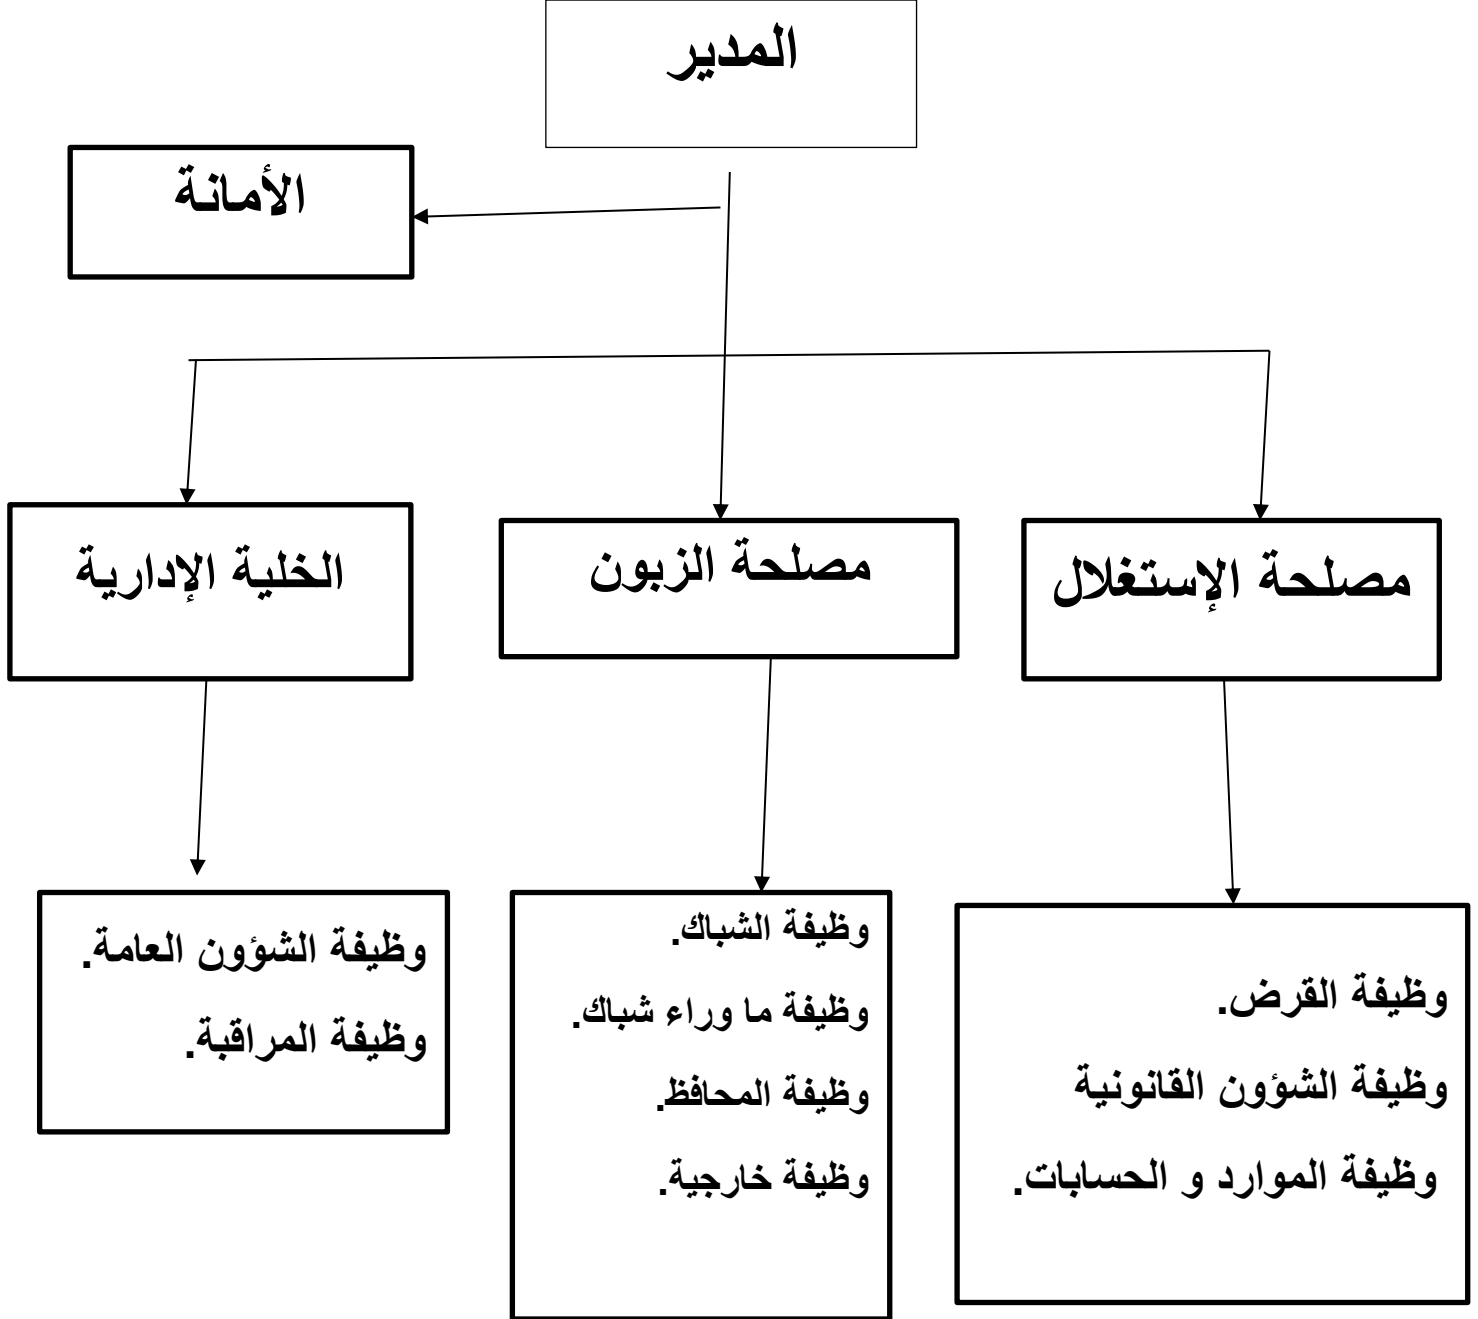 المدير
الأمانة
مصلحة الإستغلال
مصلحة الزبون
الخلية الإدارية
وظيفة القرض.
وظيفة الشؤون القانونية
وظيفة الموارد و الحسابات.
وظيفة الشباك.
وظيفة ما وراء شباك.
وظيفة المحافظ.
وظيفة خارجية.
وظيفة الشؤون العامة.
وظيفة المراقبة.